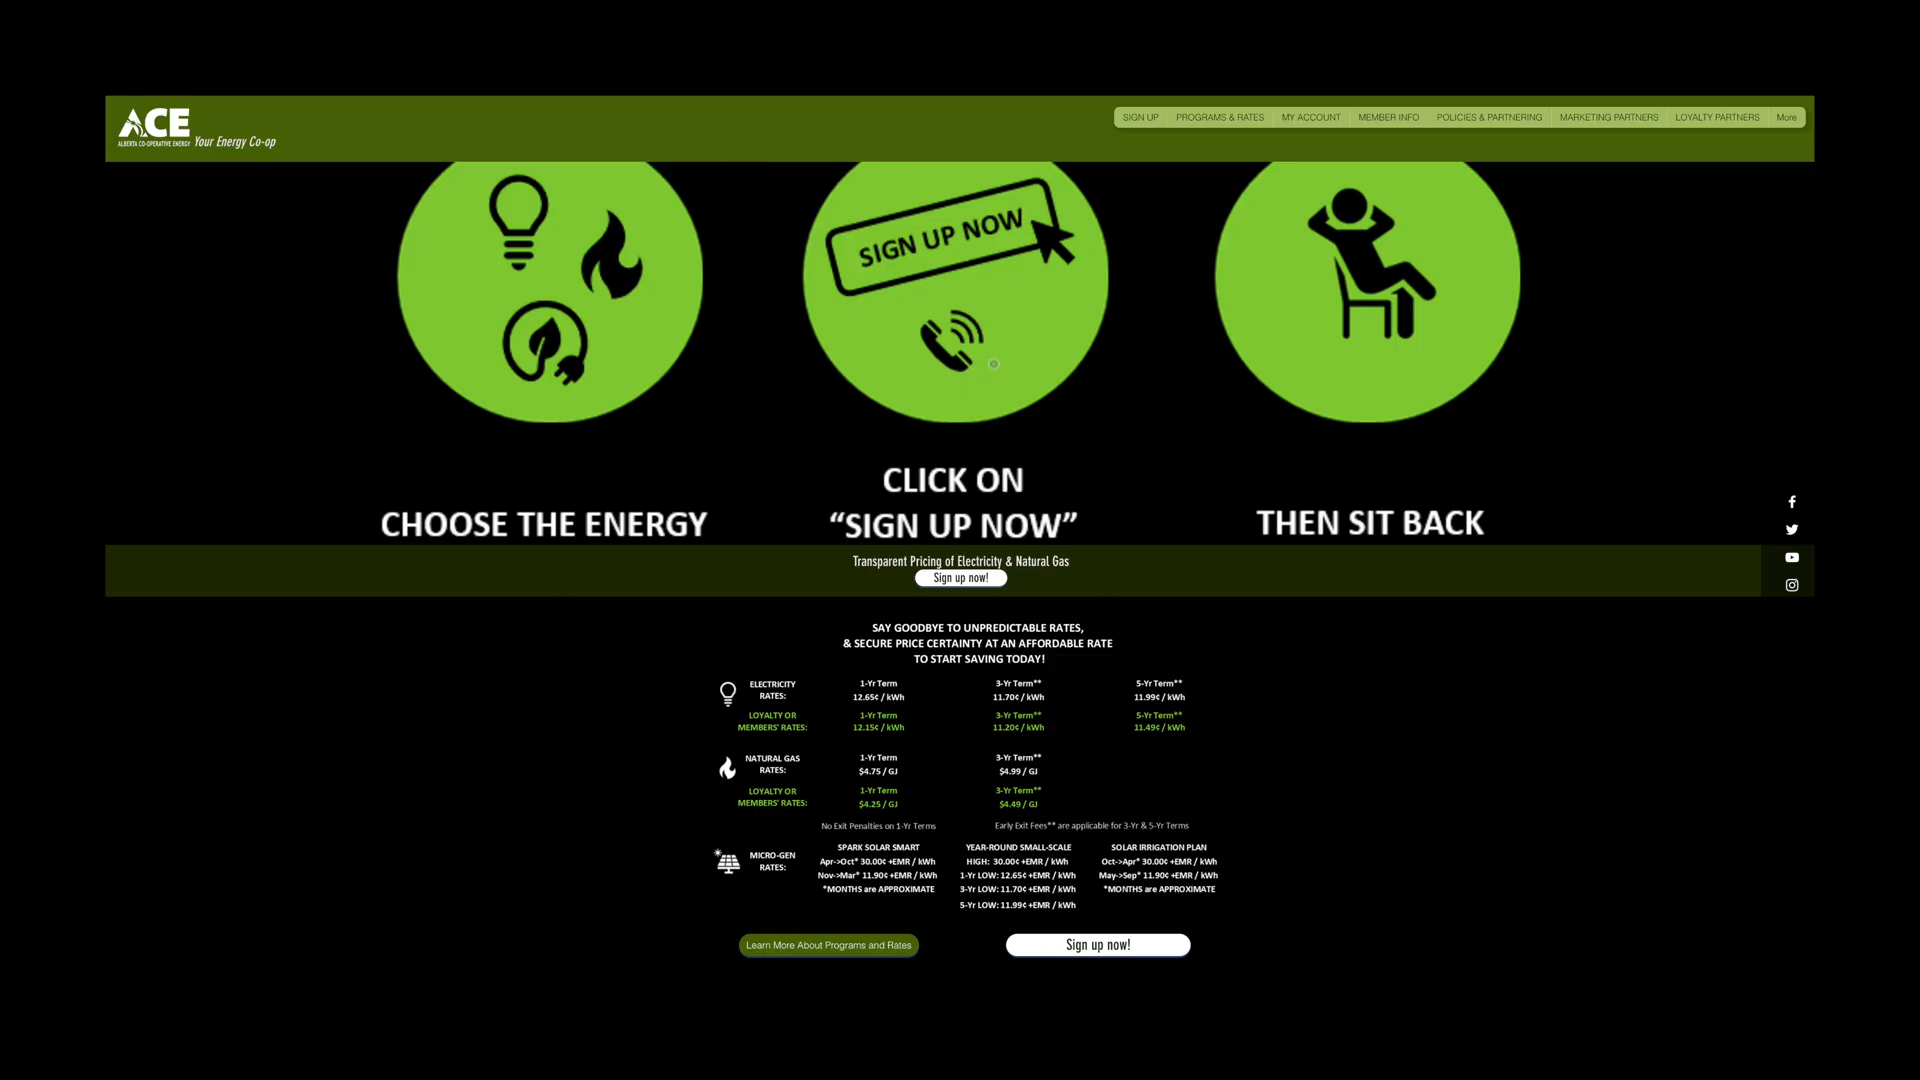 ACE
ALBERTA CO-OPERATIVE ENERGY
Your Energy Co-op
SIGN UP
PROGRAMS & RATES
MY ACCOUNT
MEMBER INFO
POLICIES & PARTNERING
MARKETING PARTNERS
LOYALTY PARTNERS
More
SIGN UP NOW
CHOOSE THE ENERGY
CLICK ON
“SIGN UP NOW”
THEN SIT BACK
Transparent Pricing of Electricity & Natural Gas
Sign up now!
SAY GOODBYE TO UNPREDICTABLE RATES,
& SECURE PRICE CERTAINTY AT AN AFFORDABLE RATE
TO START SAVING TODAY!
ELECTRICITY
RATES:
1-Yr Term
12.65¢ / kWh
3-Yr Term**
11.70¢ / kWh
5-Yr Term**
11.99¢ / kWh
LOYALTY OR
MEMBERS' RATES:
1-Yr Term
12.15¢ / kWh
3-Yr Term**
11.20¢ / kWh
5-Yr Term**
11.49¢ / kWh
NATURAL GAS
RATES:
1-Yr Term
$4.75 / GJ
3-Yr Term**
$4.99 / GJ
LOYALTY OR
MEMBERS' RATES:
1-Yr Term
$4.25 / GJ
3-Yr Term**
$4.49 / GJ
No Exit Penalties on 1-Yr Terms
Early Exit Fees** are applicable for 3-Yr & 5-Yr Terms
MICRO-GEN
RATES:
SPARK SOLAR SMART
Apr->Oct* 30.00¢ +EMR / kWh
Nov->Mar* 11.90¢ +EMR / kWh
*MONTHS are APPROXIMATE
YEAR-ROUND SMALL-SCALE
HIGH: 30.00¢ +EMR / kWh
1-Yr LOW: 12.65¢ +EMR / kWh
3-Yr LOW: 11.70¢ +EMR / kWh
5-Yr LOW: 11.99¢ +EMR / kWh
SOLAR IRRIGATION PLAN
Oct->Apr* 30.00¢ +EMR / kWh
May->Sep* 11.90¢ +EMR / kWh
*MONTHS are APPROXIMATE
Learn More About Programs and Rates
Sign up now!